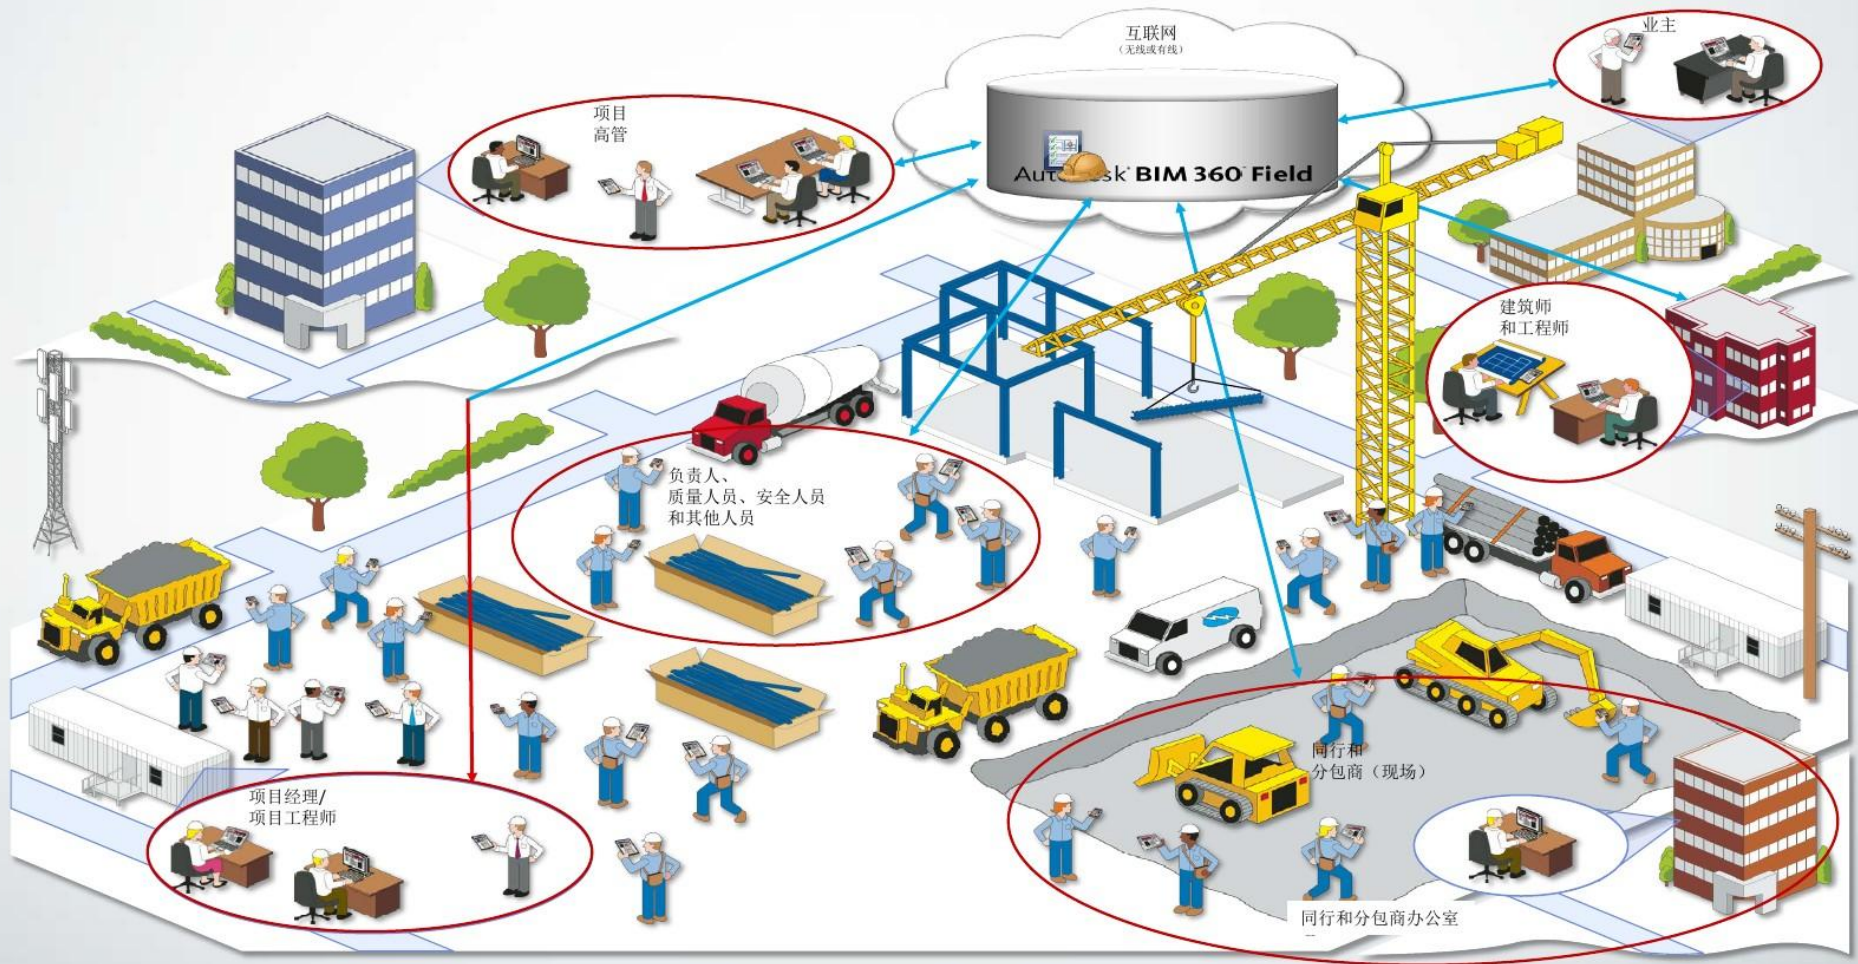 互联网
(无线或有线)
业主
项目
高管
BIM 360 Field
建筑师
和工程师
负责人、
质量人员、安全人员
和其他人员
同行和
分包商（现场）
项目经理/
项目工程师
同行和分包商办公室